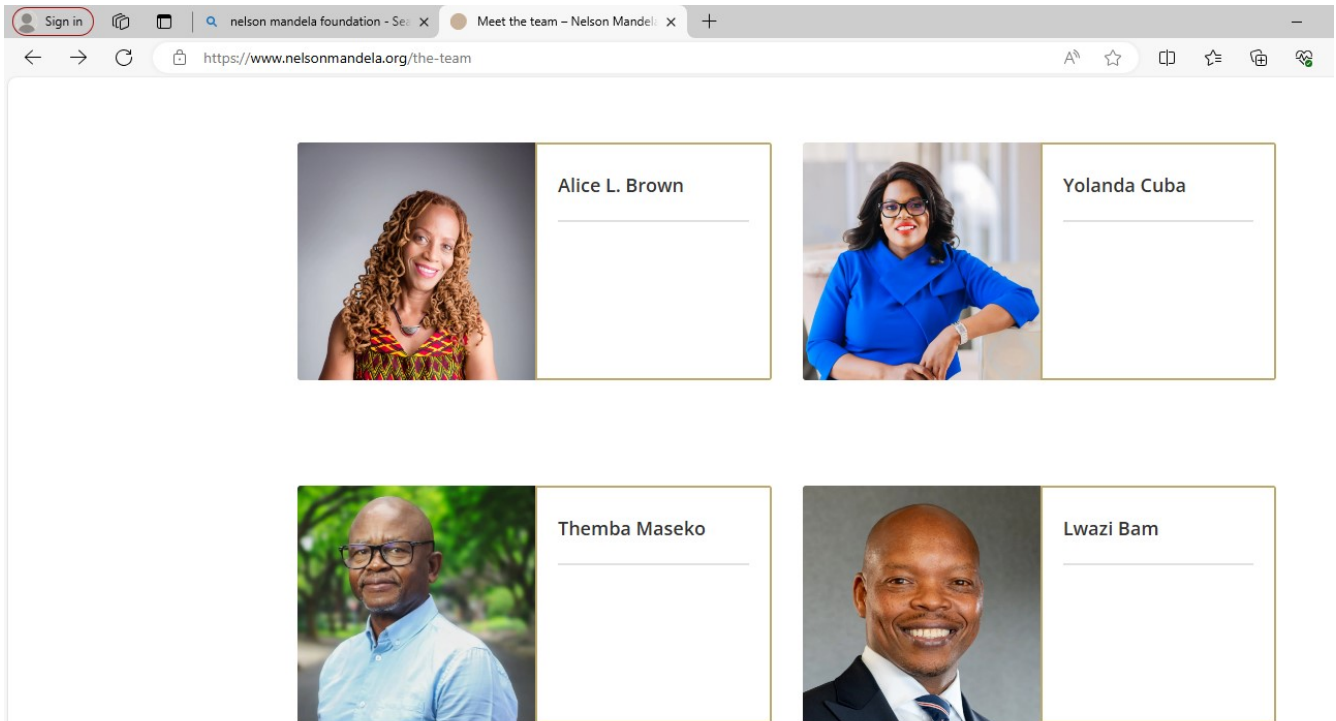 Sign in
nelson mandela foundation - Sea
Meet the team – Nelson Mandela
https://www.nelsonmandela.org/the-team
Alice L. Brown
Yolanda Cuba
Themba Maseko
Lwazi Bam